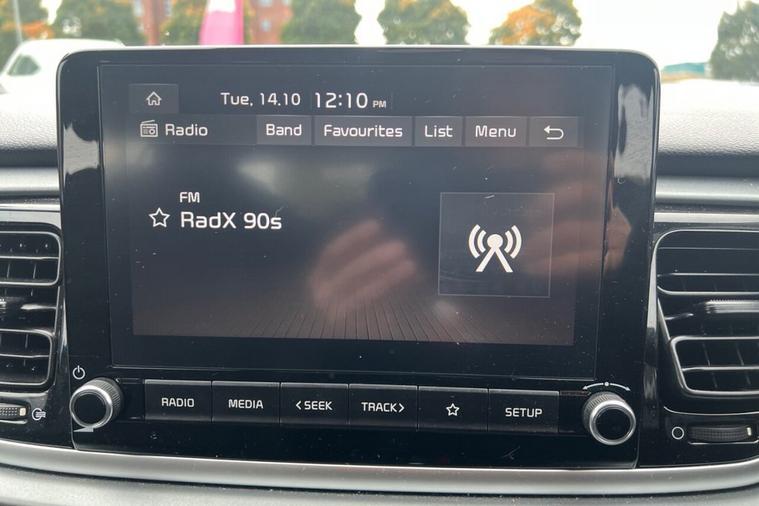 Tue, 14.10 12:10 PM
Radio Band Favourites List Menu
FM
RadX 90s
RADIO MEDIA <SEEK TRACK> SETUP